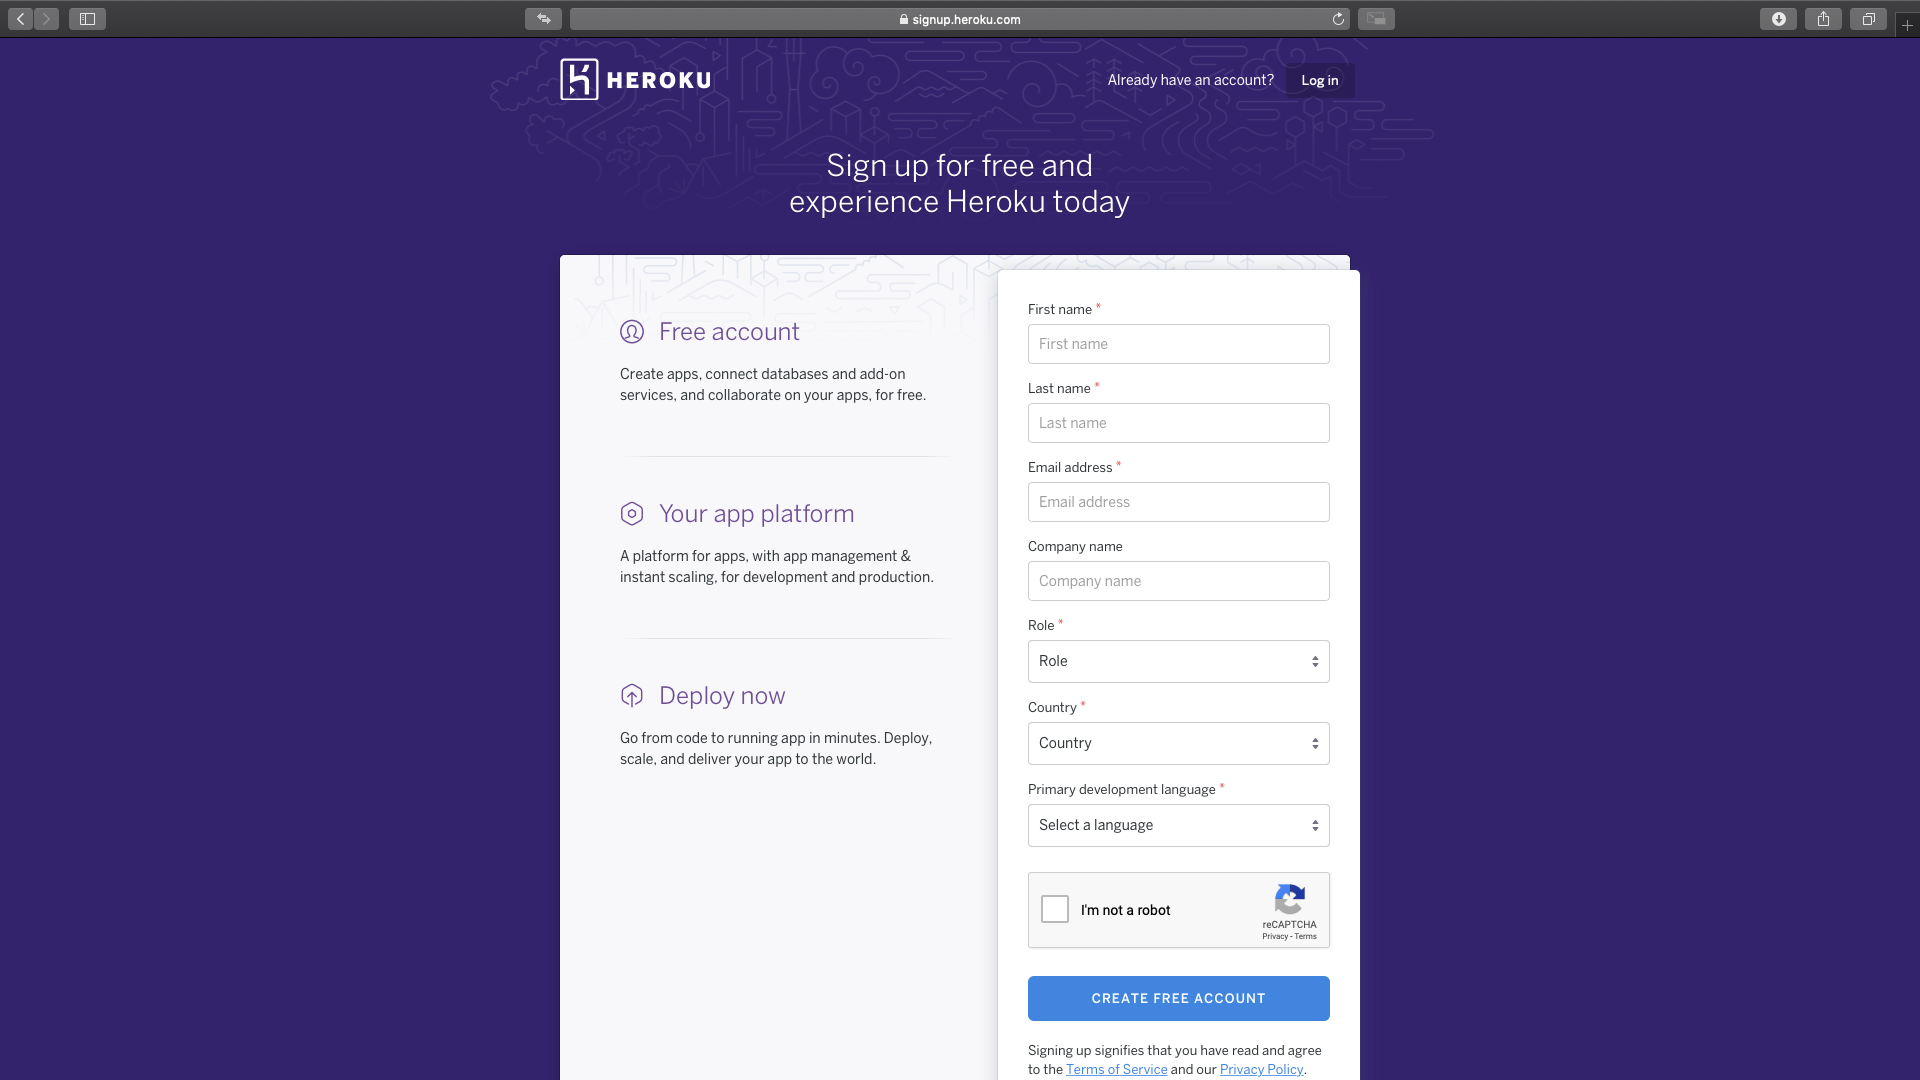 signup.heroku.com
HEROKU
Already have an account? Log in
Sign up for free and
experience Heroku today
Free account
Create apps, connect databases and add-on
services, and collaborate on your apps, for free.
Your app platform
A platform for apps, with app management &
instant scaling, for development and production.
Deploy now
Go from code to running app in minutes. Deploy,
scale, and deliver your app to the world.
First name *
First name
Last name *
Last name
Email address *
Email address
Company name
Company name
Role *
Role
Country *
Country
Primary development language *
Select a language
I'm not a robot
reCAPTCHA
Privacy - Terms
CREATE FREE ACCOUNT
Signing up signifies that you have read and agree
to the Terms of Service and our Privacy Policy.